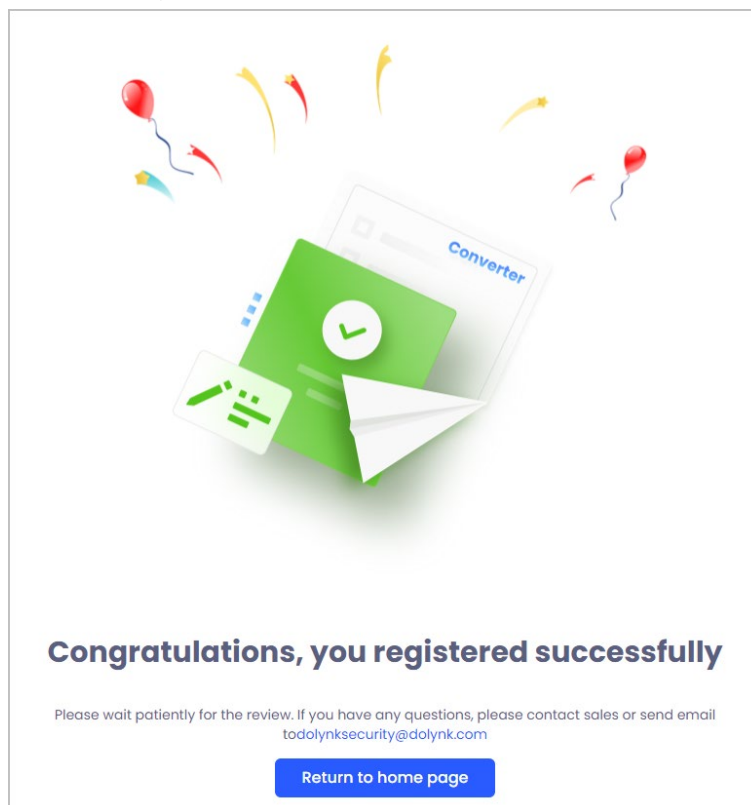 Converter
Congratulations, you registered successfully
Please wait patiently for the review. If you have any questions, please contact sales or send email
todolynksecurity@dolynk.com
Return to home page